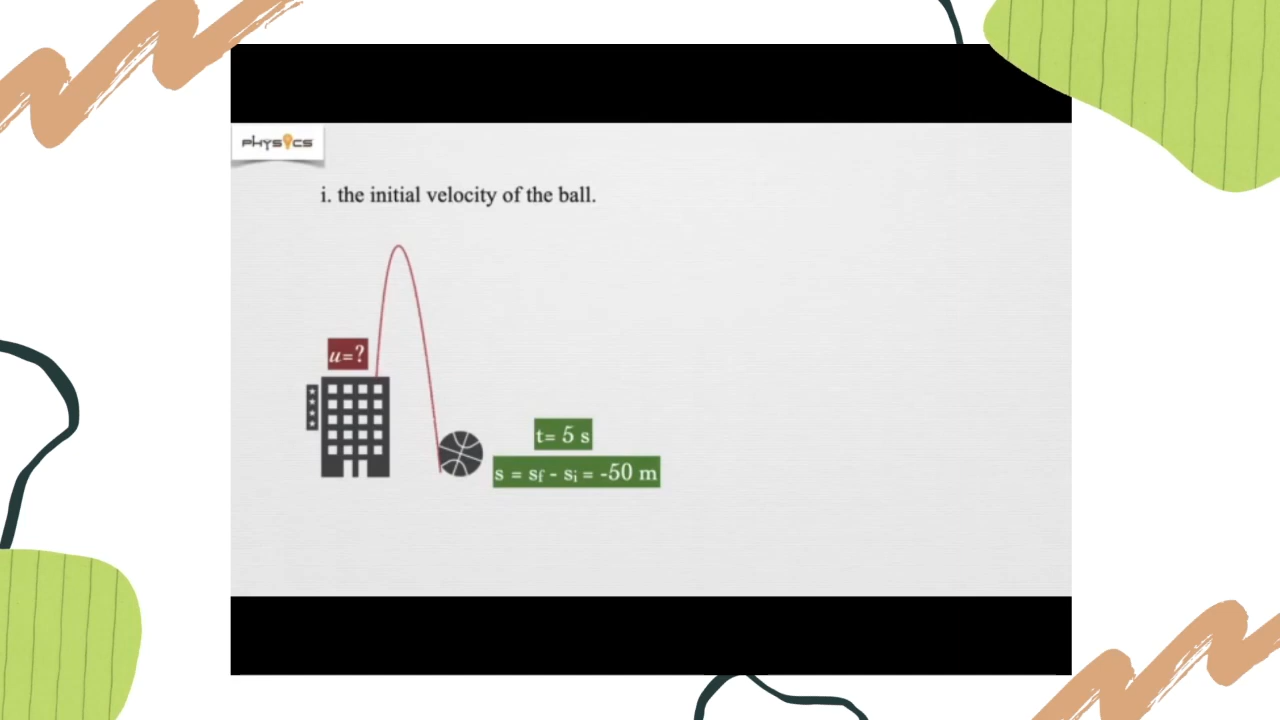 PHYSICS
i. the initial velocity of the ball.
u=?
t= 5 s
s = sf - si = -50 m